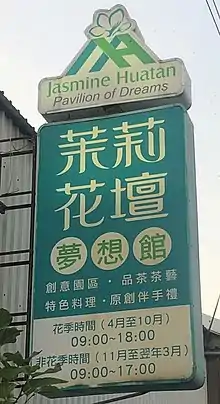 Jasmine Huatan
Pavilion of Dreams
茉莉
花壇
夢想館
創意園區·品茶茶藝
特色料理·原創伴手禮
花季時間（4月至10月）
09:00~18:00
非花季時間（11月至翌年3月）
09:00~17:00